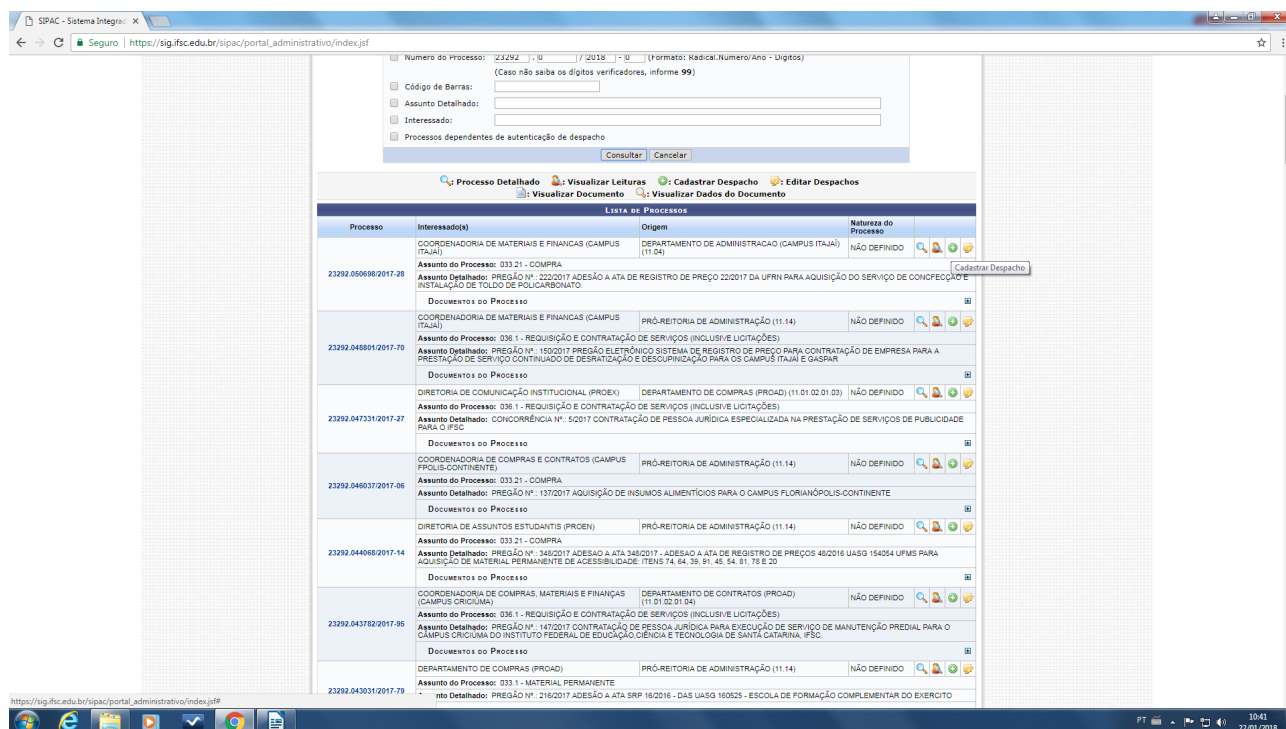 SIPAC - Sistema Integrad
Seguro | https://sig.ifsc.edu.br/sipac/portal_administrativo/index.jsf
Número do Processo: 23292 . 0 / 2018 - 0 (Formato: Radical.Número/Ano - Dígitos)
(Caso não saiba os dígitos verificadores, informe 99)
Código de Barras:
Assunto Detalhado:
Interessado:
Processos dependentes de autenticação de despacho
Consultar Cancelar
: Processo Detalhado : Visualizar Leituras : Cadastrar Despacho : Editar Despachos
: Visualizar Documento : Visualizar Dados do Documento
LISTA DE PROCESSOS
Processo Interessado(s) Origem Natureza do Processo
23292.050698/2017-28
COORDENADORIA DE MATERIAIS E FINANCAS (CAMPUS ITAJAÍ) DEPARTAMENTO DE ADMINISTRACAO (CAMPUS ITAJAÍ) (11.04) NÃO DEFINIDO
Cadastrar Despacho
Assunto do Processo: 033.21 - COMPRA
Assunto Detalhado: PREGÃO Nº.: 222/2017 ADESÃO A ATA DE REGISTRO DE PREÇO 22/2017 DA UFRN PARA AQUISIÇÃO DO SERVIÇO DE CONCFECÇÃO E
INSTALAÇÃO DE TOLDO DE POLICARBONATO.
DOCUMENTOS DO PROCESSO
23292.048801/2017-70
COORDENADORIA DE MATERIAIS E FINANCAS (CAMPUS ITAJAÍ) PRÓ-REITORIA DE ADMINISTRAÇÃO (11.14) NÃO DEFINIDO
Assunto do Processo: 036.1 - REQUISIÇÃO E CONTRATAÇÃO DE SERVIÇOS (INCLUSIVE LICITAÇÕES)
Assunto Detalhado: PREGÃO Nº.: 150/2017 PREGÃO ELETRÔNICO SISTEMA DE REGISTRO DE PREÇO PARA CONTRATAÇÃO DE EMPRESA PARA A
PRESTAÇÃO DE SERVIÇO CONTINUADO DE DESRATIZAÇÃO E DESCUPINIZAÇÃO PARA OS CAMPUS ITAJAÍ E GASPAR
DOCUMENTOS DO PROCESSO
23292.047331/2017-27
DIRETORIA DE COMUNICAÇÃO INSTITUCIONAL (PROEX) DEPARTAMENTO DE COMPRAS (PROAD) (11.01.02.01.03) NÃO DEFINIDO
Assunto do Processo: 036.1 - REQUISIÇÃO E CONTRATAÇÃO DE SERVIÇOS (INCLUSIVE LICITAÇÕES)
Assunto Detalhado: CONCORRÊNCIA Nº.: 5/2017 CONTRATAÇÃO DE PESSOA JURÍDICA ESPECIALIZADA NA PRESTAÇÃO DE SERVIÇOS DE PUBLICIDADE
PARA O IFSC
DOCUMENTOS DO PROCESSO
23292.046037/2017-06
COORDENADORIA DE COMPRAS E CONTRATOS (CAMPUS FPOLIS-CONTINENTE) PRÓ-REITORIA DE ADMINISTRAÇÃO (11.14) NÃO DEFINIDO
Assunto do Processo: 033.21 - COMPRA
Assunto Detalhado: PREGÃO Nº.: 137/2017 AQUISIÇÃO DE INSUMOS ALIMENTÍCIOS PARA O CAMPUS FLORIANÓPOLIS-CONTINENTE
DOCUMENTOS DO PROCESSO
23292.044068/2017-14
DIRETORIA DE ASSUNTOS ESTUDANTIS (PROEN) PRÓ-REITORIA DE ADMINISTRAÇÃO (11.14) NÃO DEFINIDO
Assunto do Processo: 033.21 - COMPRA
Assunto Detalhado: PREGÃO Nº.: 348/2017 ADESAO A ATA 348/2017 - ADESAO A ATA DE REGISTRO DE PREÇOS 48/2016 UASG 154054 UFMS PARA
AQUISIÇÃO DE MATERIAL PERMANENTE DE ACESSIBILIDADE: ITENS 74, 64, 39, 91, 45, 54, 81, 78 E 20
DOCUMENTOS DO PROCESSO
23292.043782/2017-95
COORDENADORIA DE COMPRAS, MATERIAIS E FINANÇAS (CAMPUS CRICIÚMA) DEPARTAMENTO DE CONTRATOS (PROAD) (11.01.02.01.04) NÃO DEFINIDO
Assunto do Processo: 036.1 - REQUISIÇÃO E CONTRATAÇÃO DE SERVIÇOS (INCLUSIVE LICITAÇÕES)
Assunto Detalhado: PREGÃO Nº.: 147/2017 CONTRATAÇÃO DE PESSOA JURÍDICA PARA EXECUÇÃO DE SERVIÇO DE MANUTENÇÃO PREDIAL PARA O
CÂMPUS CRICIÚMA DO INSTITUTO FEDERAL DE EDUCAÇÃO,CIÊNCIA E TECNOLOGIA DE SANTA CATARINA, IFSC.
DOCUMENTOS DO PROCESSO
23292.043031/2017-79
DEPARTAMENTO DE COMPRAS (PROAD) PRÓ-REITORIA DE ADMINISTRAÇÃO (11.14) NÃO DEFINIDO
Assunto do Processo: 033.1 - MATERIAL PERMANENTE
nto Detalhado: PREGÃO Nº.: 216/2017 ADESÃO A ATA SRP 16/2016 - DAS UASG 160525 - ESCOLA DE FORMAÇÃO COMPLEMENTAR DO EXERCITO
https://sig.ifsc.edu.br/sipac/portal_administrativo/index.jsf#
PT 10:41
22/01/2018